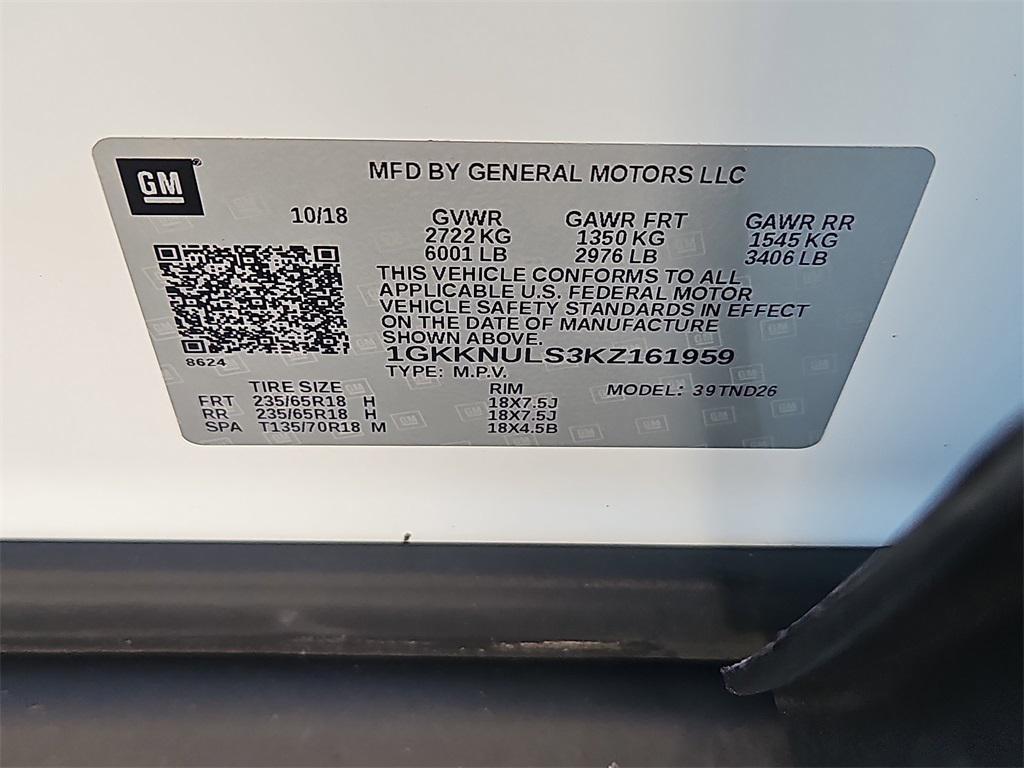 GM
MFD BY GENERAL MOTORS LLC
10/18 GVWR GAWR FRT GAWR RR
2722 KG 1350 KG 1545 KG
6001 LB 2976 LB 3406 LB
THIS VEHICLE CONFORMS TO ALL
APPLICABLE U.S. FEDERAL MOTOR
VEHICLE SAFETY STANDARDS IN EFFECT
ON THE DATE OF MANUFACTURE
SHOWN ABOVE.
8624
1GKKNULS3KZ161959
TYPE: M.P.V.
TIRE SIZE RIM MODEL: 39TND26
FRT 235/65R18 H 18X7.5J
RR 235/65R18 H 18X7.5J
SPA T135/70R18 M 18X4.5B